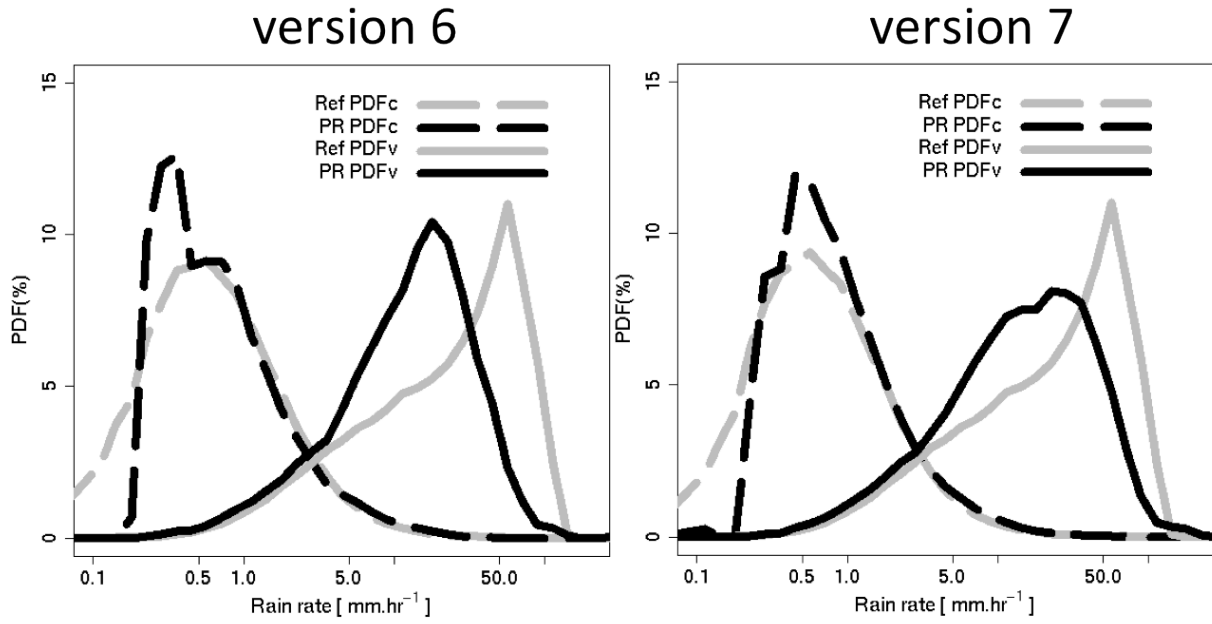 version 6
15
10
5
0
PDF(%)
Ref PDFc
PR PDFc
Ref PDFv
PR PDFv
0.1 0.5 1.0 5.0 50.0
Rain rate [ mm.hr⁻¹ ]
version 7
15
10
5
0
PDF(%)
Ref PDFc
PR PDFc
Ref PDFv
PR PDFv
0.1 0.5 1.0 5.0 50.0
Rain rate [ mm.hr⁻¹ ]